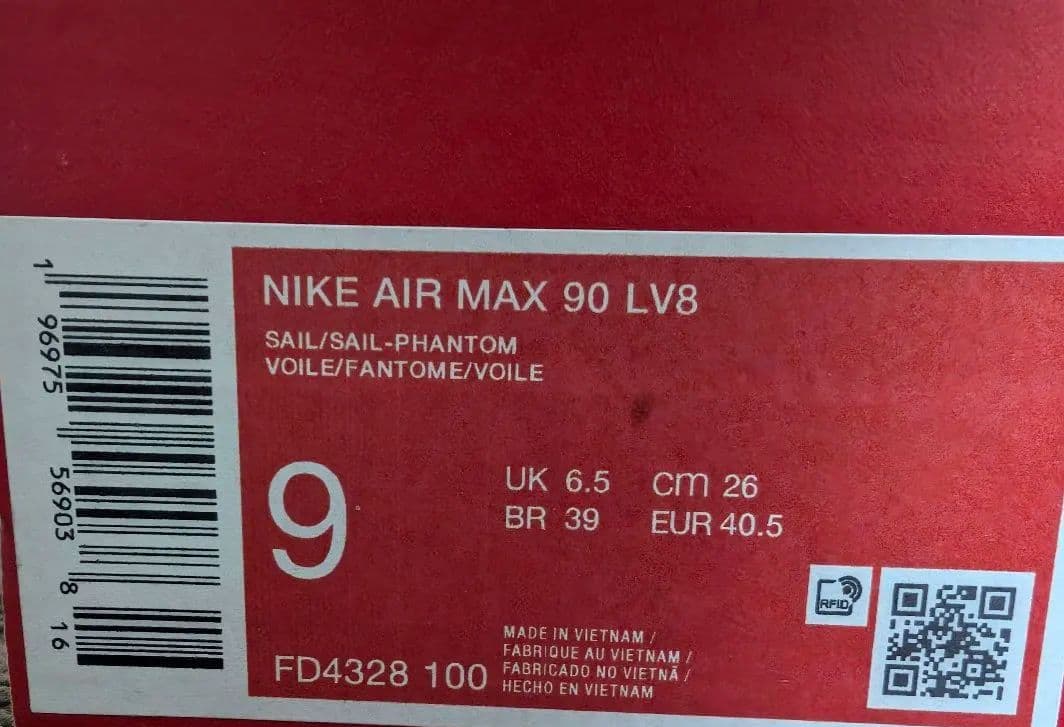 1 96975 56903 8 16
NIKE AIR MAX 90 LV8
SAIL/SAIL-PHANTOM
VOILE/FANTOME/VOILE
9
UK 6.5 cm 26
BR 39 EUR 40.5
RFID
FD4328 100
MADE IN VIETNAM /
FABRIQUE AU VIETNAM /
FABRICADO NO VIETNÃ /
HECHO EN VIETNAM